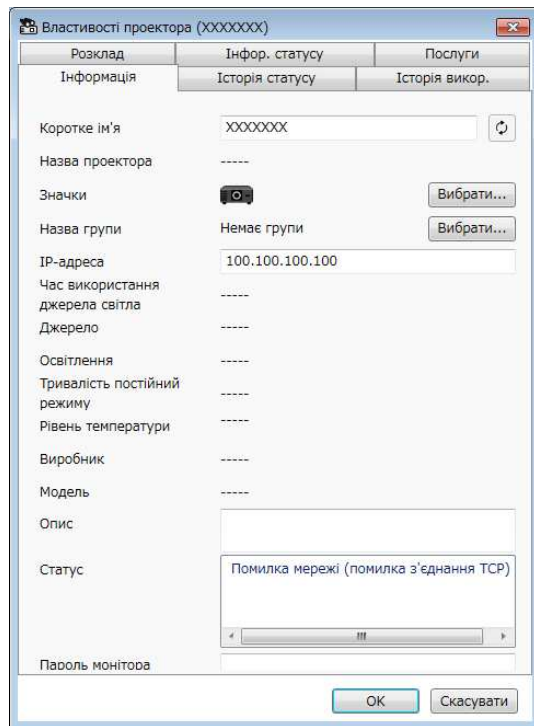 Властивості проектора (XXXXXXX)
Розклад Інфор. статусу Послуги
Інформація Історія статусу Історія викор.
Коротке ім'я XXXXXXX
Назва проектора -----
Значки Вибрати...
Назва групи Немає групи Вибрати...
IP-адреса 100.100.100.100
Час використання
джерела світла -----
Джерело -----
Освітлення -----
Тривалість постійний
режиму -----
Рівень температури -----
Виробник -----
Модель -----
Опис
Статус Помилка мережі (помилка з'єднання TCP)
Пароль монітора
OK Скасувати